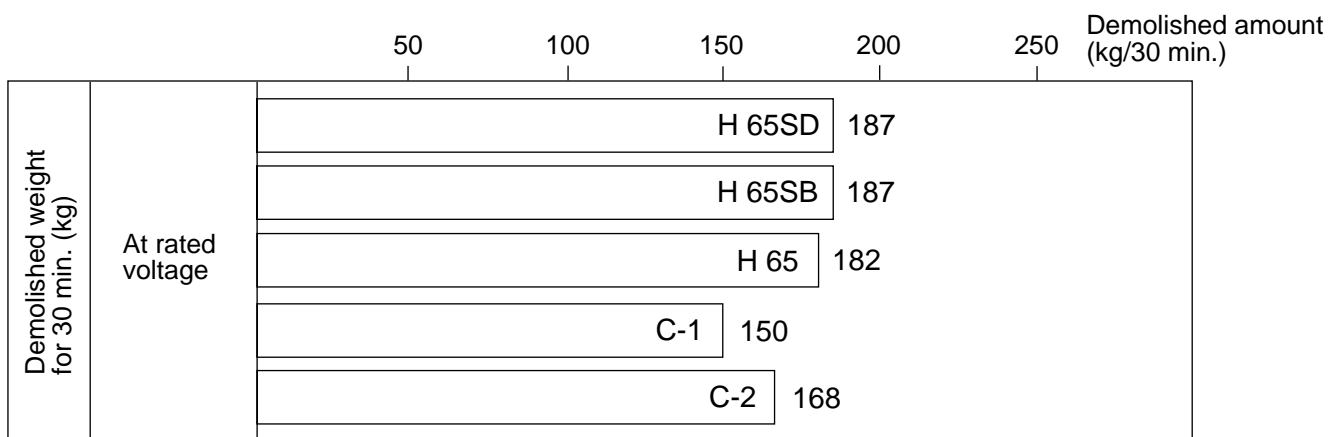 50 100 150 200 250 Demolished amount
(kg/30 min.)
Demolished weight
for 30 min. (kg)
At rated
voltage
H 65SD 187
H 65SB 187
H 65 182
C-1 150
C-2 168